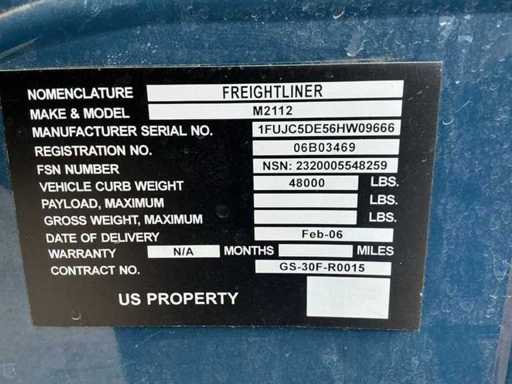 NOMENCLATURE FREIGHTLINER
MAKE & MODEL M2112
MANUFACTURER SERIAL NO. 1FUJC5DE56HW09666
REGISTRATION NO. 06B03469
FSN NUMBER NSN: 2320005548259
VEHICLE CURB WEIGHT 48000 LBS.
PAYLOAD, MAXIMUM LBS.
GROSS WEIGHT, MAXIMUM LBS.
DATE OF DELIVERY Feb-06
WARRANTY N/A MONTHS MILES
CONTRACT NO. GS-30F-R0015
US PROPERTY